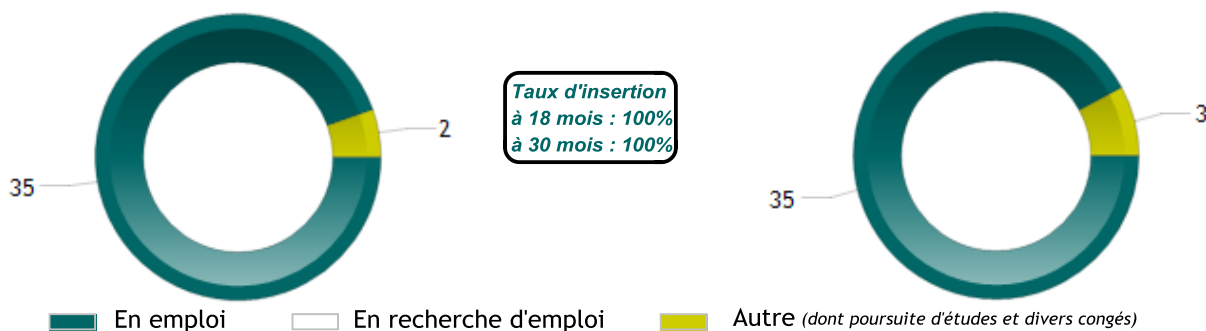 2
35
Taux d'insertion
à 18 mois : 100%
à 30 mois : 100%
3
35
En emploi En recherche d'emploi Autre (dont poursuite d'études et divers congés)